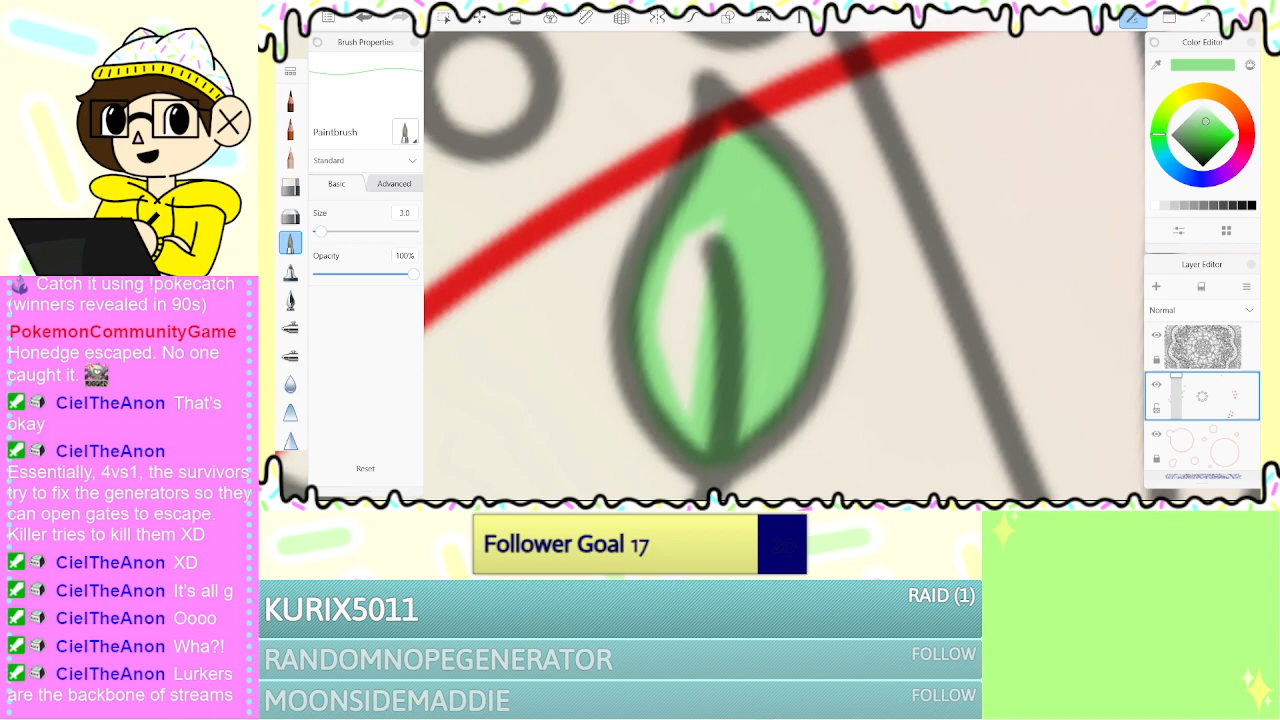 Brush Properties
Paintbrush
Standard
Basic
Advanced
Size
3.0
Opacity
100%
Reset
Color Editor
Layer Editor
Normal
Catch it using !pokecatch
(winners revealed in 90s)
PokemonCommunityGame
Honedge escaped. No one
caught it.
CielTheAnon That's
okay
CielTheAnon
Essentially, 4vs1, the survivors
try to fix the generators so they
can open gates to escape.
Killer tries to kill them XD
CielTheAnon XD
CielTheAnon It's all g
CielTheAnon Oooo
CielTheAnon Wha?!
CielTheAnon Lurkers
are the backbone of streams
Follower Goal 17
KURIX5011
RAID (1)
RANDOMNOPEGENERATOR
FOLLOW
MOONSIDEMADDIE
FOLLOW